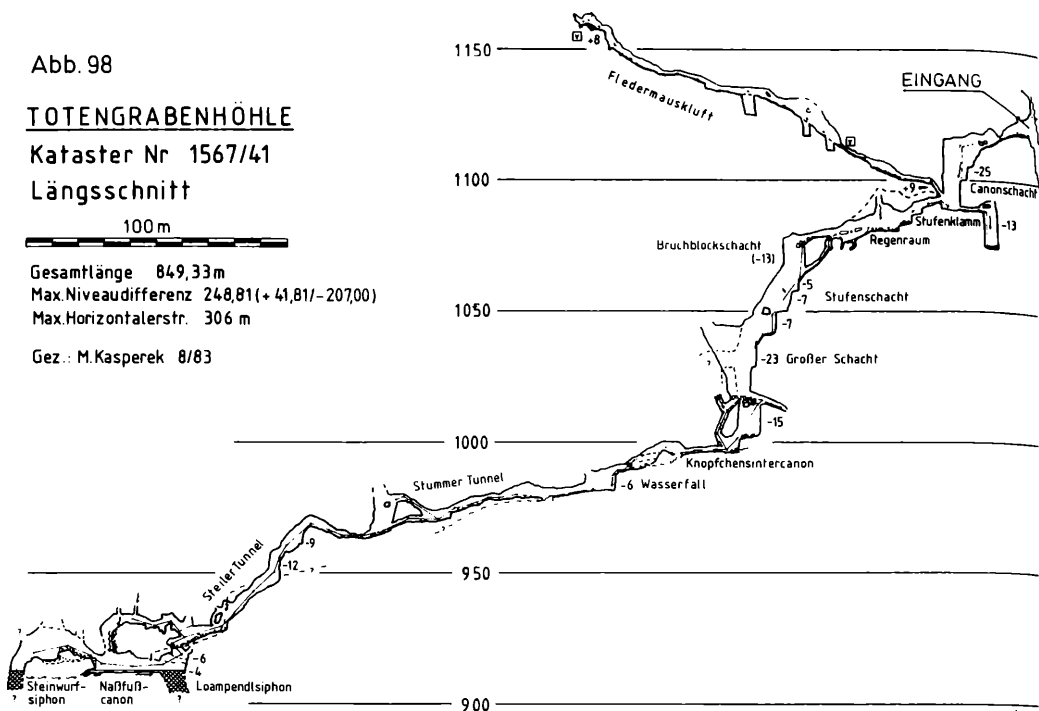 Abb. 98
TOTENGRABENHÖHLE
Kataster Nr 1567/41
Längsschnitt
100 m
Gesamtlänge 849,33m
Max.Niveaudifferenz 248,81(+ 41,81/-207,00)
Max.Horizontalerstr. 306 m
Gez.: M.Kasperek 8/83
1150
V
+8
Fledermauskluft
V
EINGANG
1100
+9
-25
Canonschacht
Stufenklamm
-13
Regenraum
Bruchblockschacht
(-13)
-5
-7
Stufenschacht
1050
-7
?
-23 Großer Schacht
-15
1000
Knopfchensintercanon
-6 Wasserfall
Stummer Tunnel
?
-9
-12
?
Steiler Tunnel
950
?
-6
-4
Steinwurf-
siphon
Naßfuß-
canon
Loampendlsiphon
?
?
900